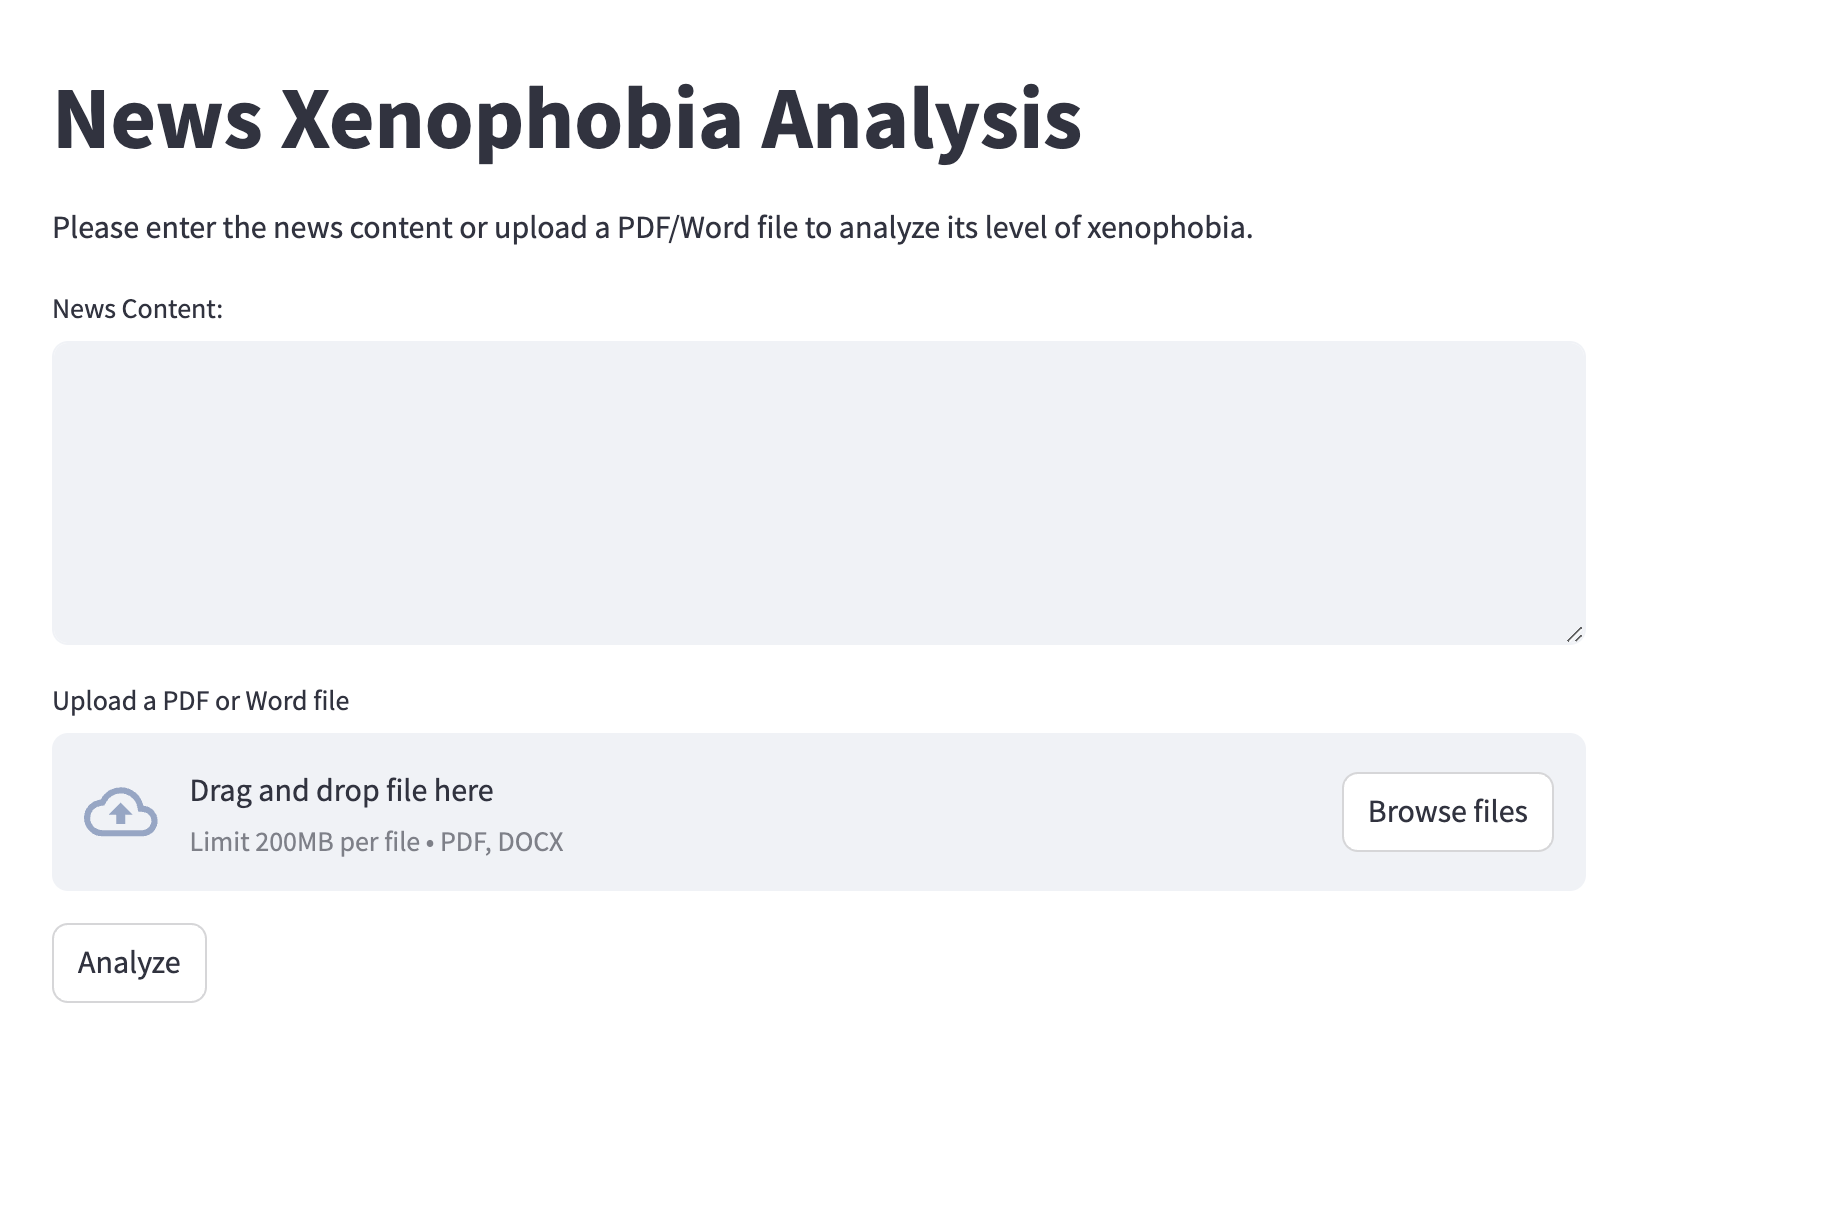 News Xenophobia Analysis
Please enter the news content or upload a PDF/Word file to analyze its level of xenophobia.
News Content:
Upload a PDF or Word file
Drag and drop file here
Limit 200MB per file • PDF, DOCX
Browse files
Analyze